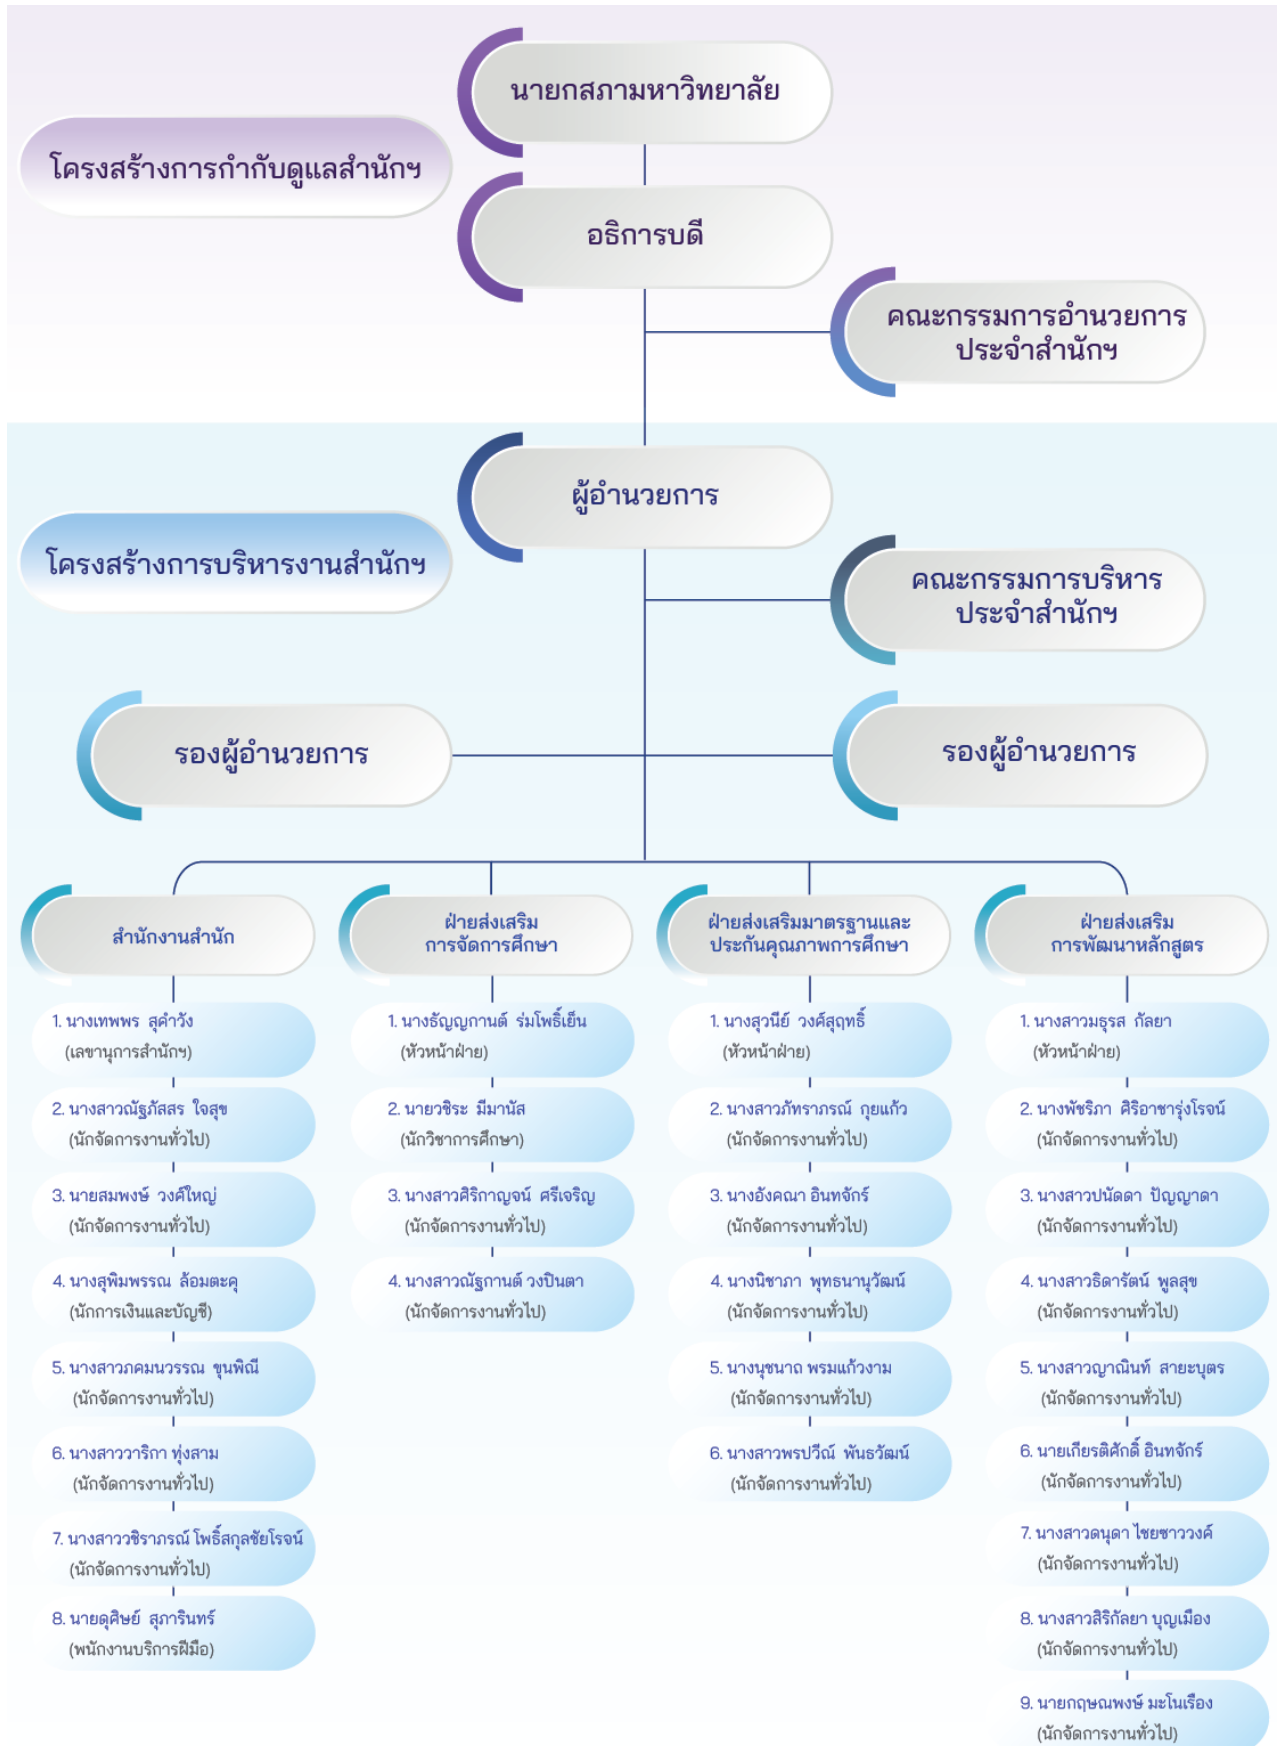 นายกสภามหาวิทยาลัย
โครงสร้างการกำกับดูแลสำนักฯ
อธิการบดี
คณะกรรมการอำนวยการ
ประจำสำนักฯ
ผู้อำนวยการ
โครงสร้างการบริหารงานสำนักฯ
คณะกรรมการบริหาร
ประจำสำนักฯ
รองผู้อำนวยการ
รองผู้อำนวยการ
สำนักงานสำนัก
1. นางเทพพร สุคำวัง
(เลขานุการสำนักฯ)
2. นางสาวณัฐภัสสร ใจสุข
(นักจัดการงานทั่วไป)
3. นายสมพงษ์ วงค์ใหญ่
(นักจัดการงานทั่วไป)
4. นางสุพิมพรรณ ล้อมตะคุ
(นักการเงินและบัญชี)
5. นางสาวภคมนวรรณ ขุนพิณี
(นักจัดการงานทั่วไป)
6. นางสาววาริกา ทุ่งสาม
(นักจัดการงานทั่วไป)
7. นางสาววชิราภรณ์ โพธิ์สกุลชัยโรจน์
(นักจัดการงานทั่วไป)
8. นายดุศิษย์ สุภารินทร์
(พนักงานบริการฝีมือ)
ฝ่ายส่งเสริม
การจัดการศึกษา
1. นางธัญญกานต์ ร่มโพธิ์เย็น
(หัวหน้าฝ่าย)
2. นายวชิระ มีมานัส
(นักวิชาการศึกษา)
3. นางสาวศิริกาญจน์ ศรีเจริญ
(นักจัดการงานทั่วไป)
4. นางสาวณัฐกานต์ วงปินตา
(นักจัดการงานทั่วไป)
ฝ่ายส่งเสริมมาตรฐานและ
ประกันคุณภาพการศึกษา
1. นางสุวนีย์ วงศ์สุฤทธิ์
(หัวหน้าฝ่าย)
2. นางสาวภัทราภรณ์ กุยแก้ว
(นักจัดการงานทั่วไป)
3. นางอังคณา อินทจักร์
(นักจัดการงานทั่วไป)
4. นางนิชาภา พุทธนานุวัฒน์
(นักจัดการงานทั่วไป)
5. นางนุชนาถ พรมแก้วงาม
(นักจัดการงานทั่วไป)
6. นางสาวพรปวีณ์ พันธวัฒน์
(นักจัดการงานทั่วไป)
ฝ่ายส่งเสริม
การพัฒนาหลักสูตร
1. นางสาวมธุรส กัลยา
(หัวหน้าฝ่าย)
2. นางพัชริภา ศิริอาชารุ่งโรจน์
(นักจัดการงานทั่วไป)
3. นางสาวปนัดดา ปัญญาดา
(นักจัดการงานทั่วไป)
4. นางสาวธิดารัตน์ พูลสุข
(นักจัดการงานทั่วไป)
5. นางสาวญาณินท์ สายะบุตร
(นักจัดการงานทั่วไป)
6. นายเกียรติศักดิ์ อินทจักร์
(นักจัดการงานทั่วไป)
7. นางสาวดนุดา ไชยซาววงค์
(นักจัดการงานทั่วไป)
8. นางสาวสิริกัลยา บุญเมือง
(นักจัดการงานทั่วไป)
9. นายกฤษณพงษ์ มะโนเรือง
(นักจัดการงานทั่วไป)